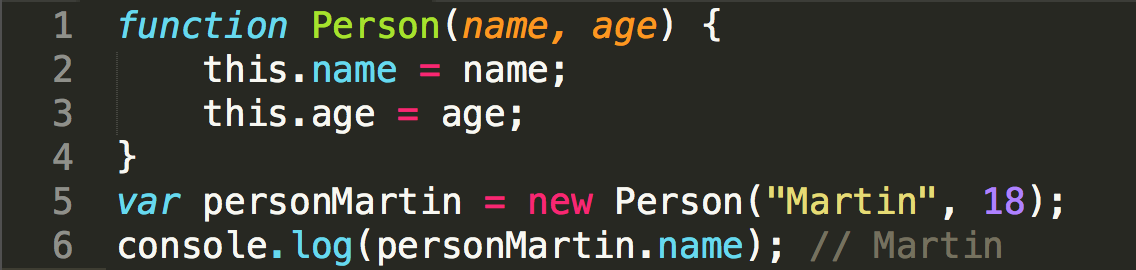 1 function Person(name, age) {
2     this.name = name;
3     this.age = age;
4 }
5 var personMartin = new Person("Martin", 18);
6 console.log(personMartin.name); // Martin